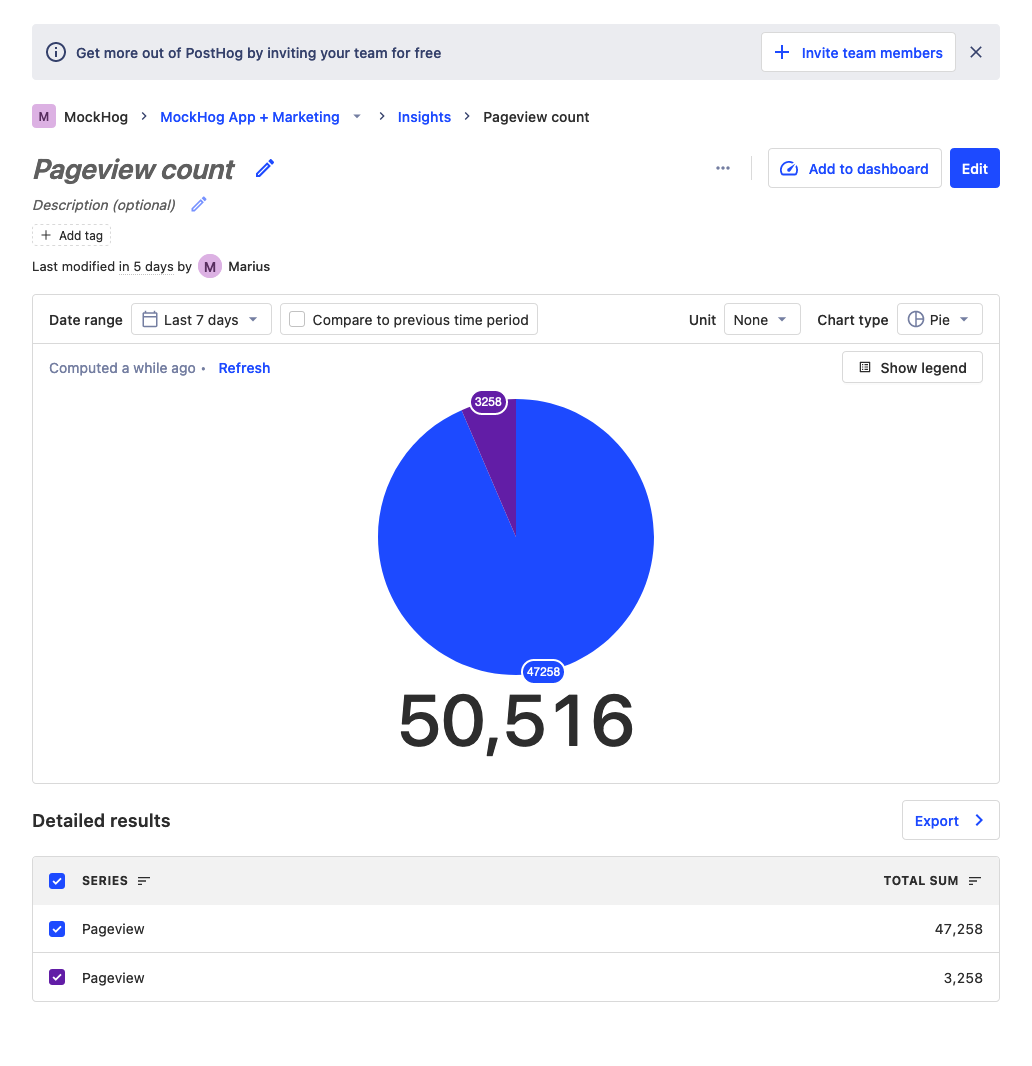 Get more out of PostHog by inviting your team for free
Invite team members
M MockHog > MockHog App + Marketing > Insights > Pageview count
Pageview count
Add to dashboard
Edit
Description (optional)
+ Add tag
Last modified in 5 days by M Marius
Date range Last 7 days Compare to previous time period Unit None Chart type Pie
Computed a while ago • Refresh
Show legend
3258
47258
50,516
Detailed results
Export
SERIES TOTAL SUM
Pageview 47,258
Pageview 3,258